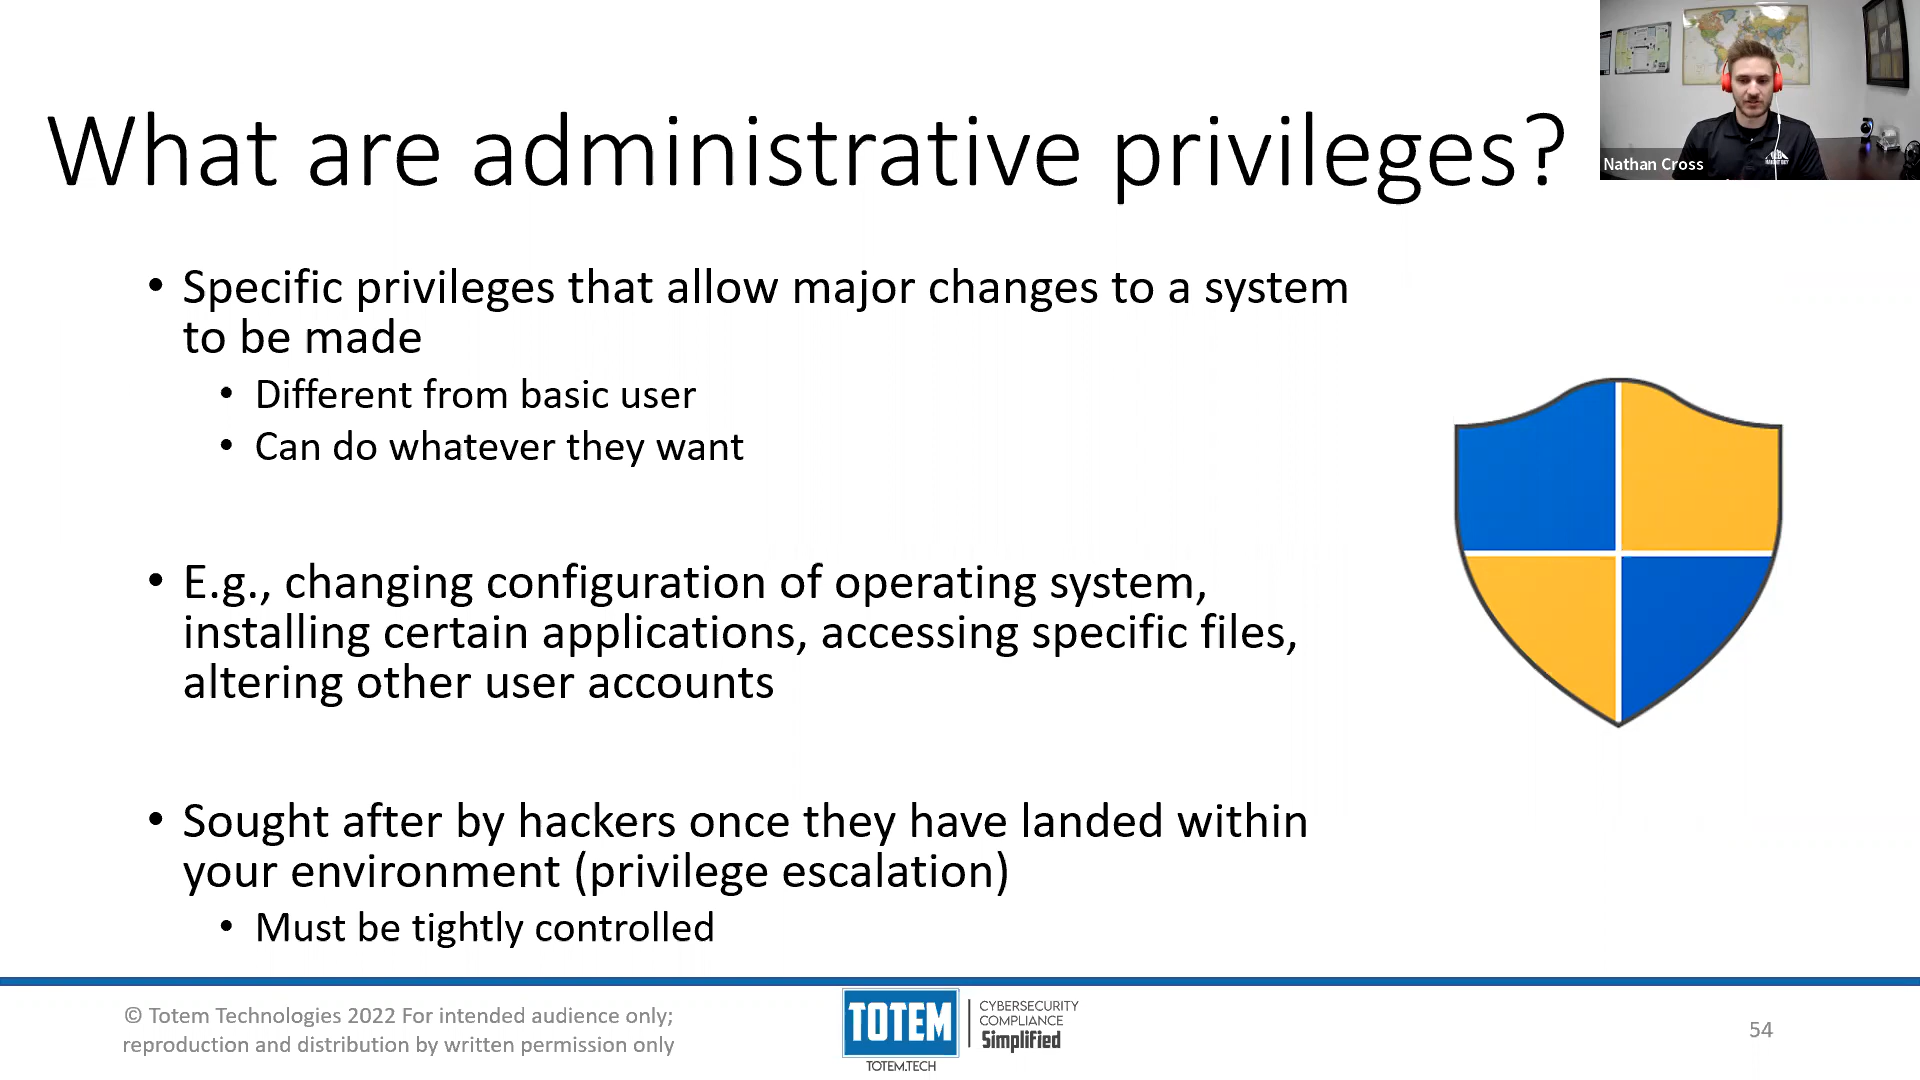 What are administrative privileges?
Nathan Cross
• Specific privileges that allow major changes to a system
to be made
• Different from basic user
• Can do whatever they want
• E.g., changing configuration of operating system,
installing certain applications, accessing specific files,
altering other user accounts
• Sought after by hackers once they have landed within
your environment (privilege escalation)
• Must be tightly controlled
© Totem Technologies 2022 For intended audience only;
reproduction and distribution by written permission only
TOTEM
CYBERSECURITY
COMPLIANCE
Simplified
TOTEM.TECH
54